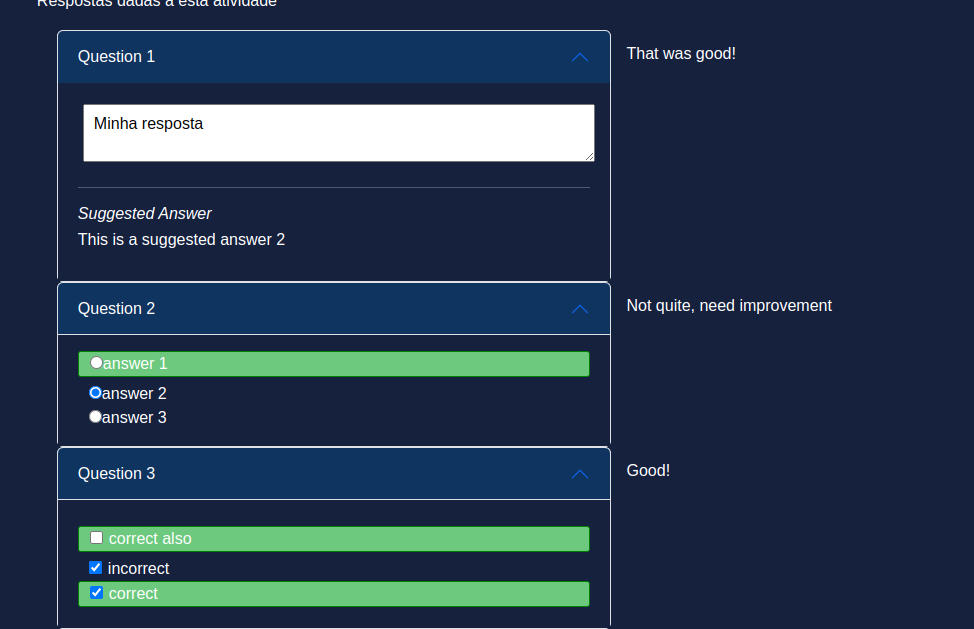 Respostas dadas a esta atividade
Question 1
That was good!
Minha resposta
Suggested Answer
This is a suggested answer 2
Question 2
Not quite, need improvement
answer 1
answer 2
answer 3
Question 3
Good!
correct also
incorrect
correct